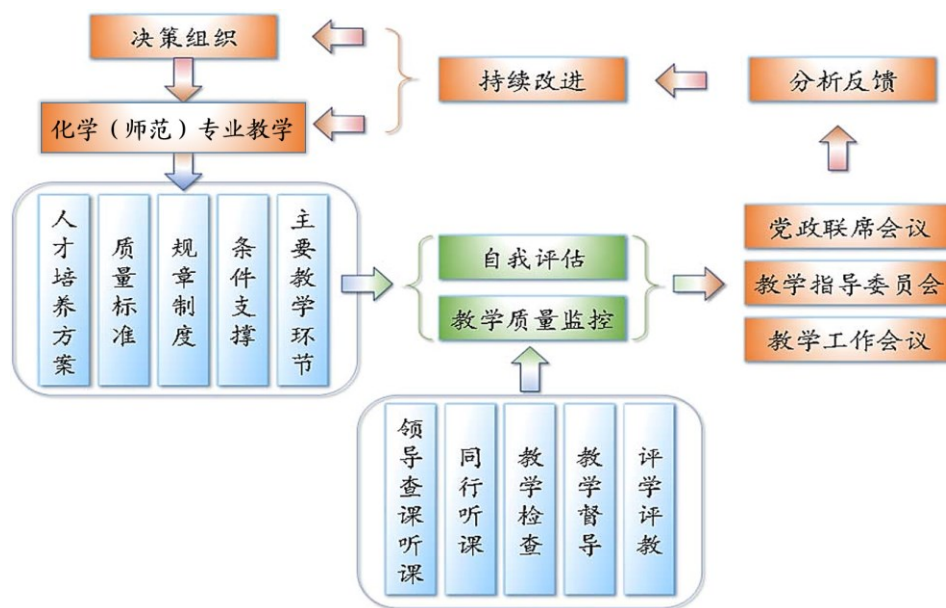 决策组织
持续改进
分析反馈
化学（师范）专业教学
人才培养方案
质量标准
规章制度
条件支撑
主要教学环节
自我评估
教学质量监控
党政联席会议
教学指导委员会
教学工作会议
领导查课听课
同行听课
教学检查
教学督导
评学评教